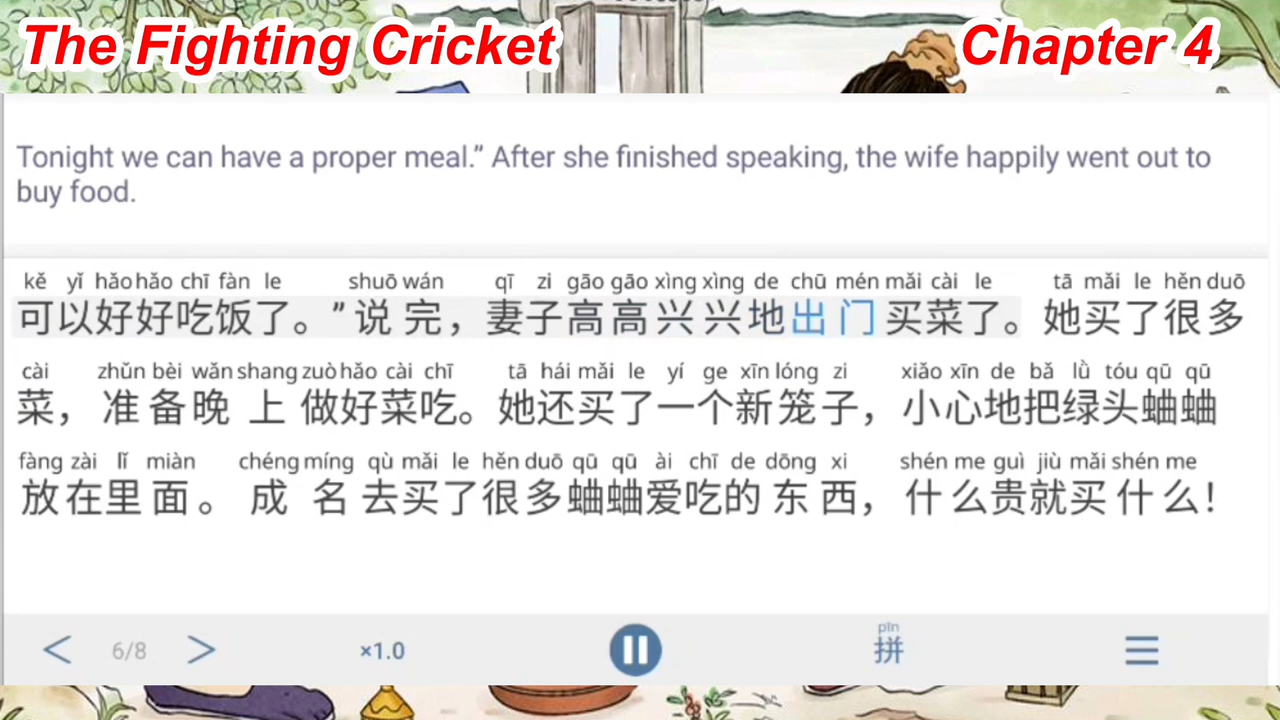 The Fighting Cricket
Chapter 4
Tonight we can have a proper meal.” After she finished speaking, the wife happily went out to
buy food.
kě yǐ hǎo hǎo chī fàn le shuō wán qī zi gāo gāo xìng xìng de chū mén mǎi cài le tā mǎi le hěn duō
可以好好吃饭了。”说完，妻子高高兴兴地出门买菜了。她买了很多
cài zhǔn bèi wǎn shang zuò hǎo cài chī tā hái mǎi le yí ge xīn lóng zi xiǎo xīn de bǎ lǜ tóu qū qū
菜，准备晚上做好菜吃。她还买了一个新笼子，小心地把绿头蛐蛐
fàng zài lǐ miàn chéng míng qù mǎi le hěn duō qū qū ài chī de dōng xi shén me guì jiù mǎi shén me
放在里面。成名去买了很多蛐蛐爱吃的东西，什么贵就买什么！
6/8
×1.0
pīn
拼